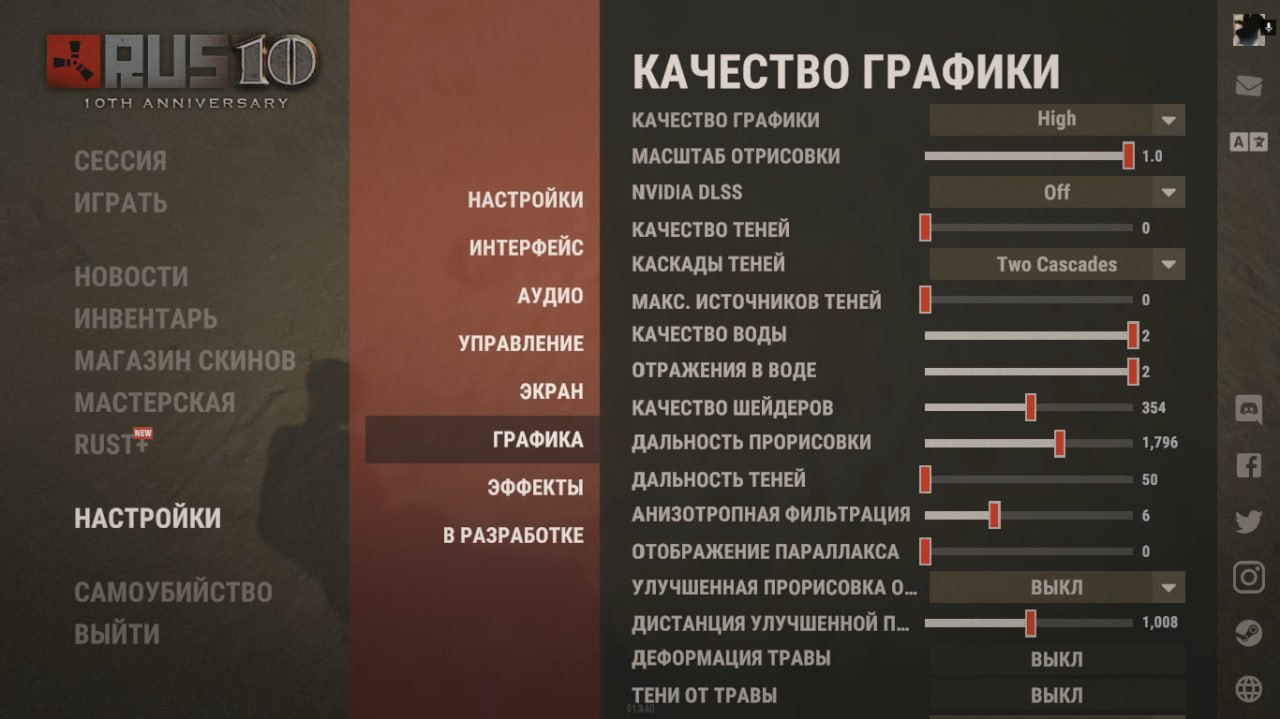 RUS 10
10TH ANNIVERSARY
СЕССИЯ
ИГРАТЬ
НОВОСТИ
ИНВЕНТАРЬ
МАГАЗИН СКИНОВ
МАСТЕРСКАЯ
RUST+ NEW
НАСТРОЙКИ
САМОУБИЙСТВО
ВЫЙТИ
НАСТРОЙКИ
ИНТЕРФЕЙС
АУДИО
УПРАВЛЕНИЕ
ЭКРАН
ГРАФИКА
ЭФФЕКТЫ
В РАЗРАБОТКЕ
КАЧЕСТВО ГРАФИКИ
КАЧЕСТВО ГРАФИКИ High
МАСШТАБ ОТРИСОВКИ 1.0
NVIDIA DLSS Off
КАЧЕСТВО ТЕНЕЙ 0
КАСКАДЫ ТЕНЕЙ Two Cascades
МАКС. ИСТОЧНИКОВ ТЕНЕЙ 0
КАЧЕСТВО ВОДЫ 2
ОТРАЖЕНИЯ В ВОДЕ 2
КАЧЕСТВО ШЕЙДЕРОВ 354
ДАЛЬНОСТЬ ПРОРИСОВКИ 1,796
ДАЛЬНОСТЬ ТЕНЕЙ 50
АНИЗОТРОПНАЯ ФИЛЬТРАЦИЯ 6
ОТОБРАЖЕНИЕ ПАРАЛЛАКСА 0
УЛУЧШЕННАЯ ПРОРИСОВКА О... ВЫКЛ
ДИСТАНЦИЯ УЛУЧШЕННОЙ П... 1,008
ДЕФОРМАЦИЯ ТРАВЫ ВЫКЛ
ТЕНИ ОТ ТРАВЫ ВЫКЛ
91340
A